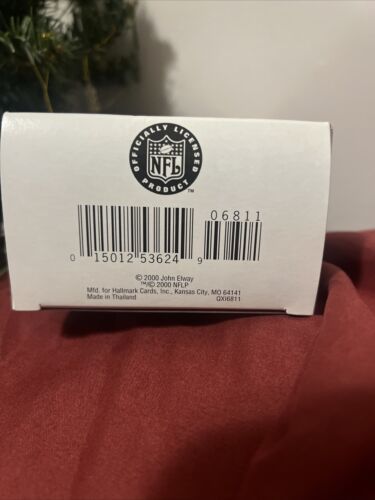 OFFICIALLY LICENSED
NFL
PRODUCT
™
06811
0 15012 53624 9
© 2000 John Elway
™/© 2000 NFLP
Mfd. for Hallmark Cards, Inc., Kansas City, MO 64141
Made in Thailand QXI6811